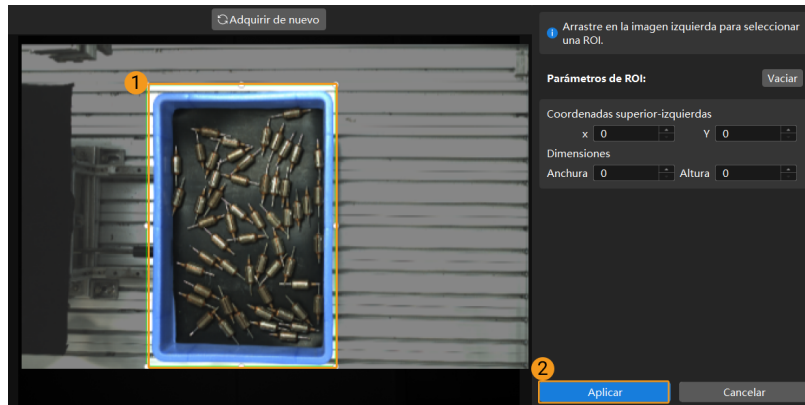 Adquirir de nuevo
Arrastre en la imagen izquierda para seleccionar
una ROI.
1
Parámetros de ROI:
Vaciar
Coordenadas superior-izquierdas
x 0 Y 0
Dimensiones
Anchura 0 Altura 0
2
Aplicar Cancelar